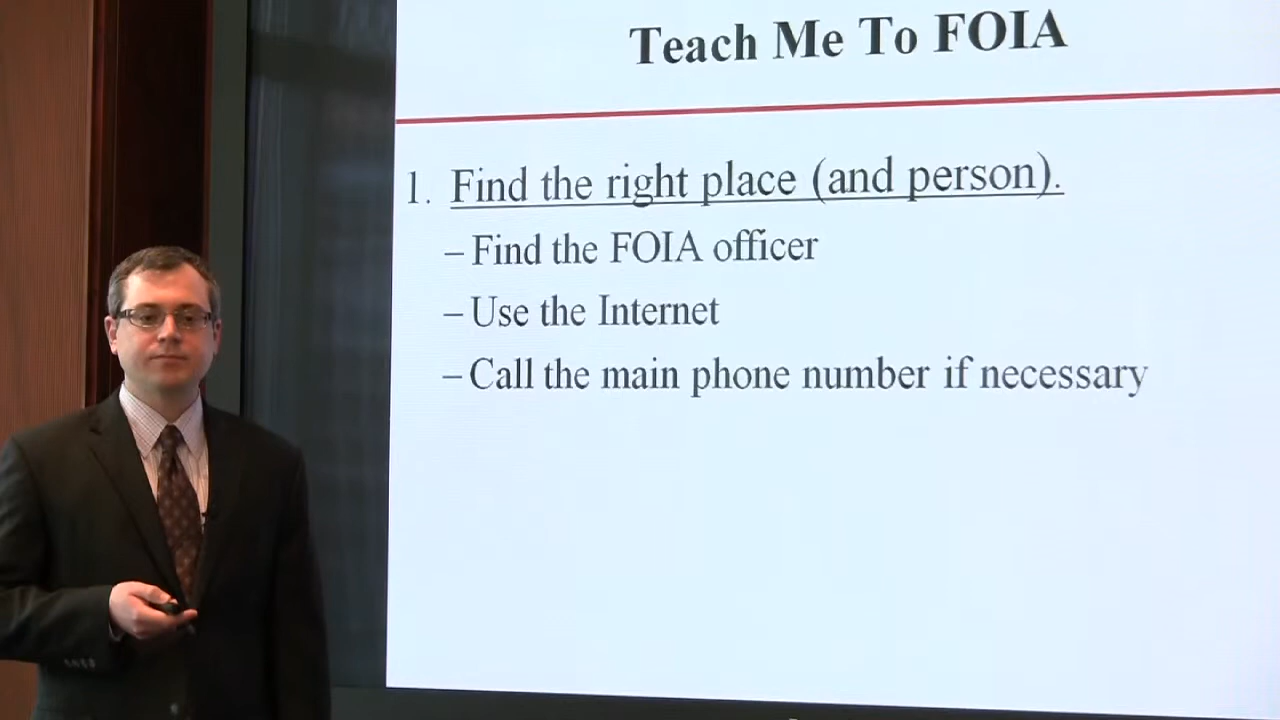 Teach Me To FOIA
1. Find the right place (and person).
– Find the FOIA officer
– Use the Internet
– Call the main phone number if necessary